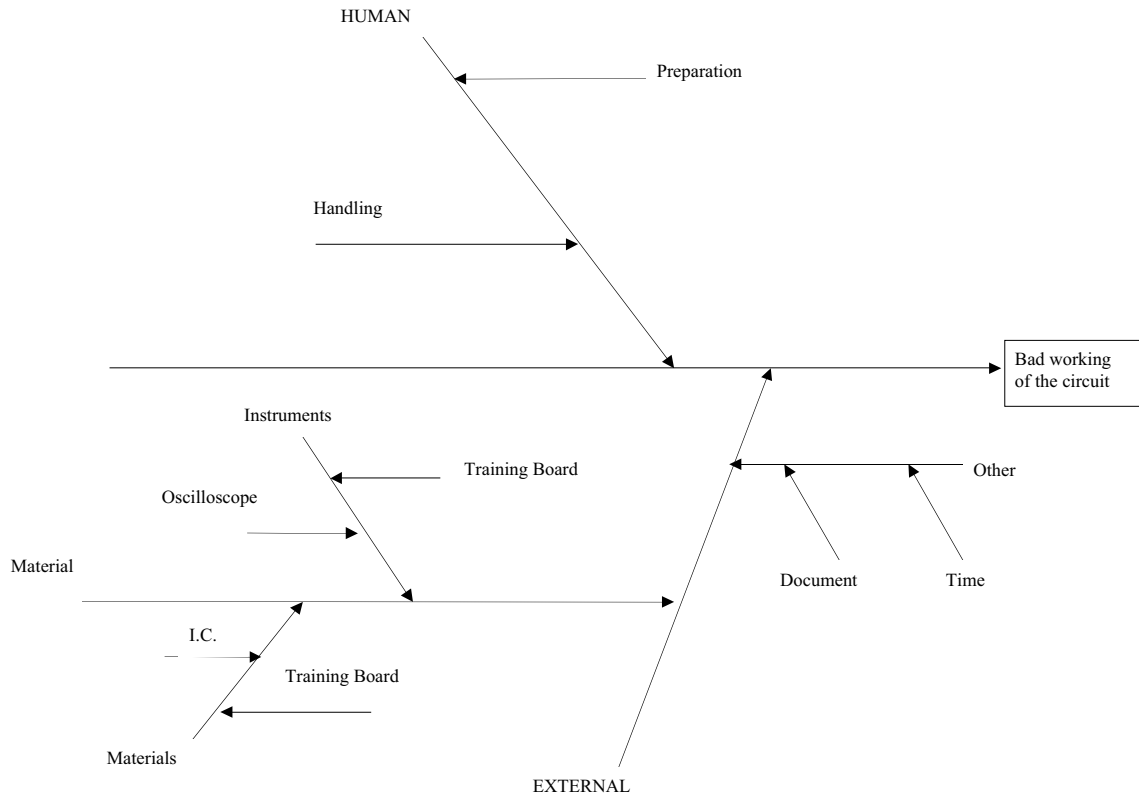 HUMAN
Preparation
Handling
Bad working
of the circuit
Instruments
Training Board
Other
Oscilloscope
Material
Document
Time
I.C.
Training Board
Materials
EXTERNAL